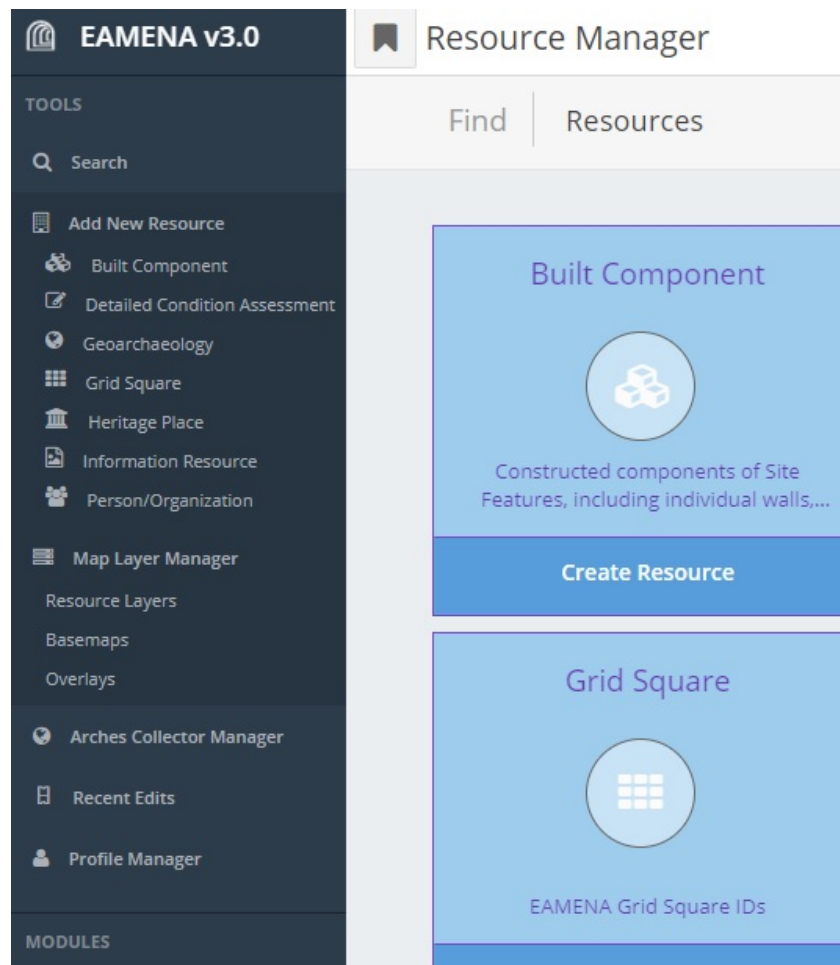 EAMENA v3.0
TOOLS
Search
Add New Resource
Built Component
Detailed Condition Assessment
Geoarchaeology
Grid Square
Heritage Place
Information Resource
Person/Organization
Map Layer Manager
Resource Layers
Basemaps
Overlays
Arches Collector Manager
Recent Edits
Profile Manager
MODULES
Resource Manager
Find Resources
Built Component
Constructed components of Site
Features, including individual walls,...
Create Resource
Grid Square
EAMENA Grid Square IDs